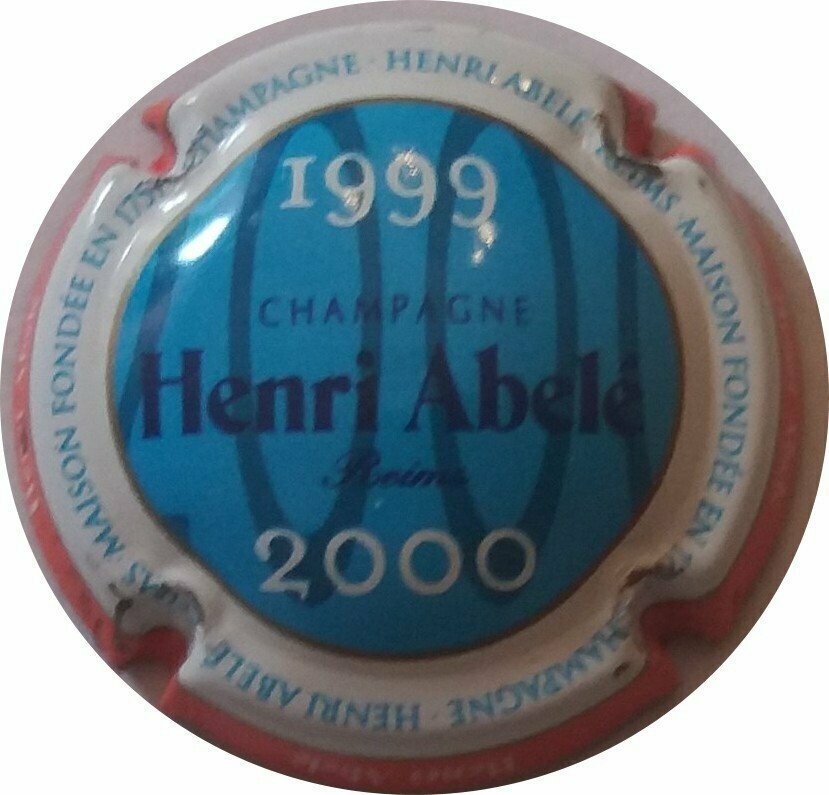 1999
CHAMPAGNE
Henri Abelé
Reims
2000
CHAMPAGNE · HENRI ABELÉ · REIMS · MAISON FONDÉE EN
CHAMPAGNE · HENRI ABELÉ
MAISON FONDÉE EN